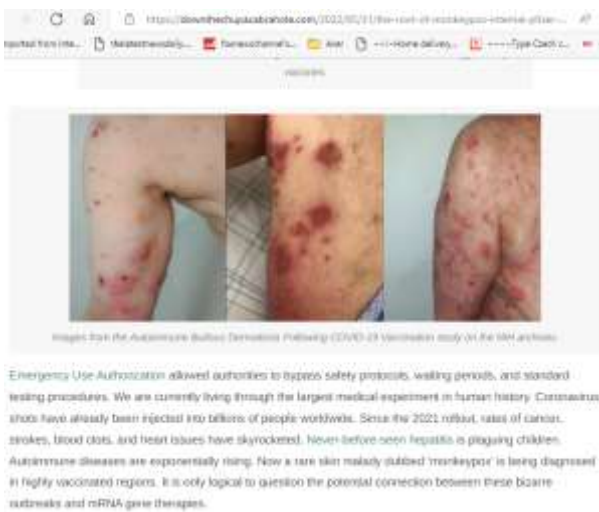 https://downthechupacabrahole.com/2022/05/21/the-root-of-monkeypox-internal-pfizer-...
vaccines.
Images from the Autoimmune Bullous Dermatosis Following COVID-19 Vaccination study on the NIH archives
Emergency Use Authorization allowed authorities to bypass safety protocols, waiting periods, and standard
testing procedures. We are currently living through the largest medical experiment in human history. Coronavirus
shots have already been injected into billions of people worldwide. Since the 2021 rollout, rates of cancer,
strokes, blood clots, and heart issues have skyrocketed. Never-before-seen hepatitis is plaguing children.
Autoimmune diseases are exponentially rising. Now a rare skin malady dubbed 'monkeypox' is being diagnosed
in highly vaccinated regions. It is only logical to question the potential connection between these bizarre
outbreaks and mRNA gene therapies.